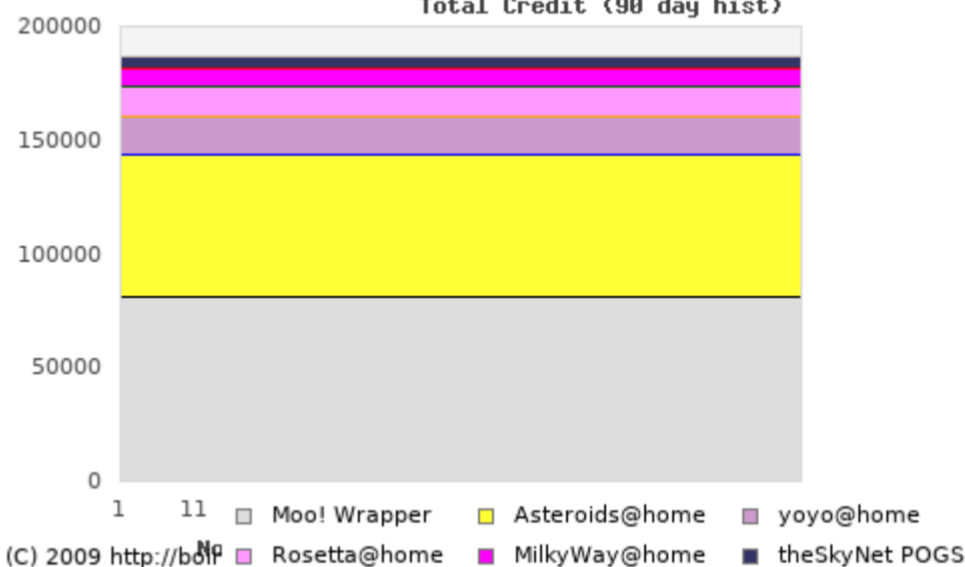 Total Credit (90 day hist)
200000
150000
100000
50000
0
1 11
Moo! Wrapper Asteroids@home yoyo@home
(C) 2009 http://boir Rosetta@home MilkyWay@home theSkyNet POGS